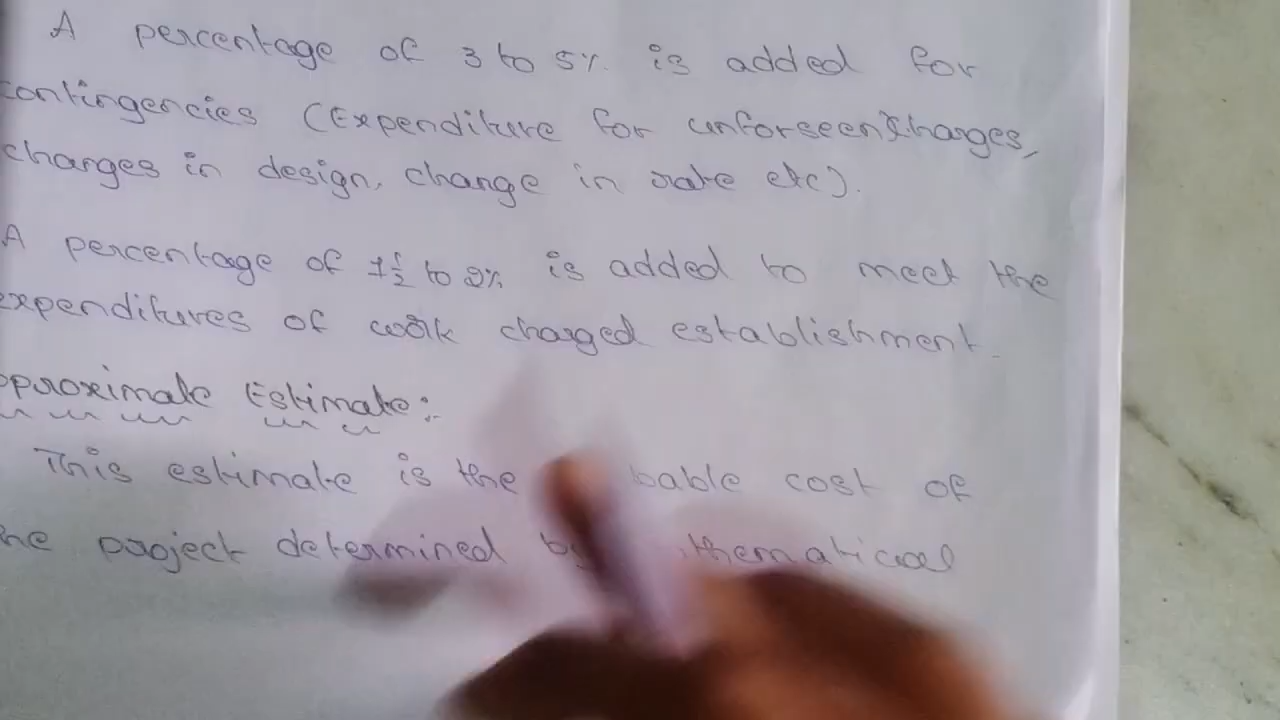 A percentage of 3 to 5% is added for
contingencies (Expenditure for unforseen charges,
changes in design, change in rate etc).
A percentage of 1½ to 2% is added to meet the
expenditures of work charged establishment.
pproximate Estimate:
This estimate is the bable cost of
he project determined by thematical